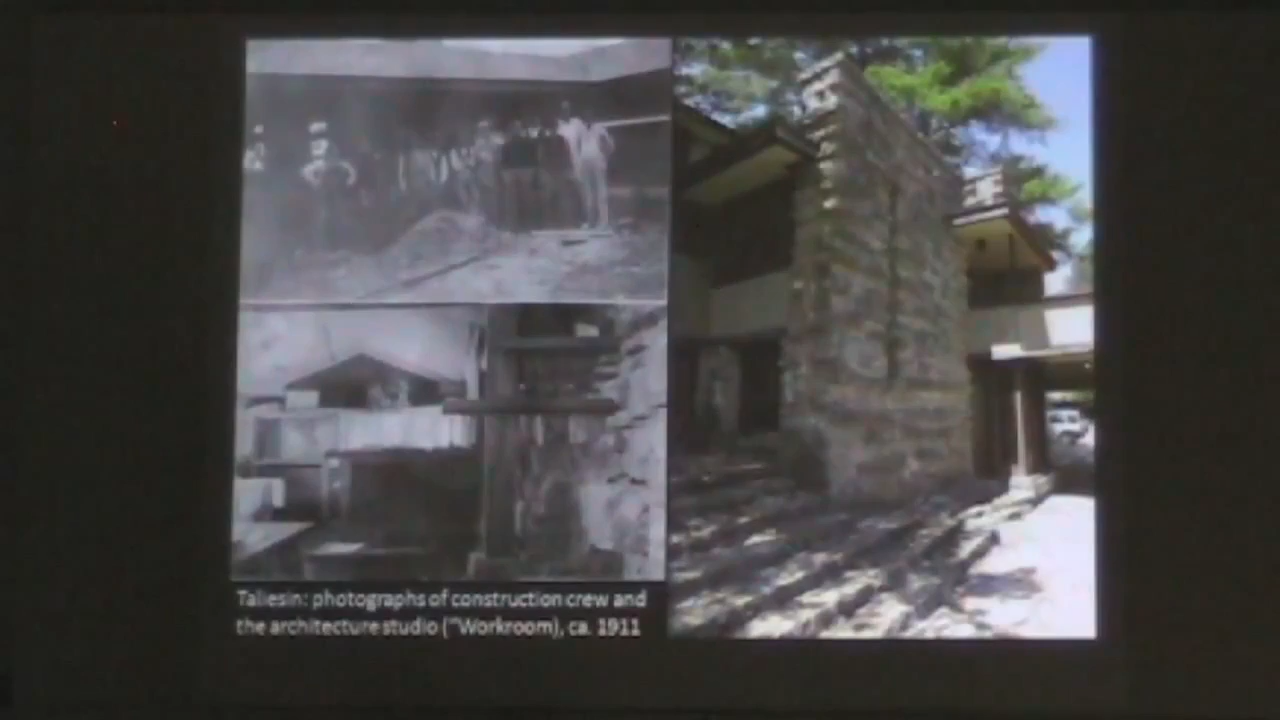 Taliesin: photographs of construction crew and
the architecture studio ("Workroom), ca. 1911